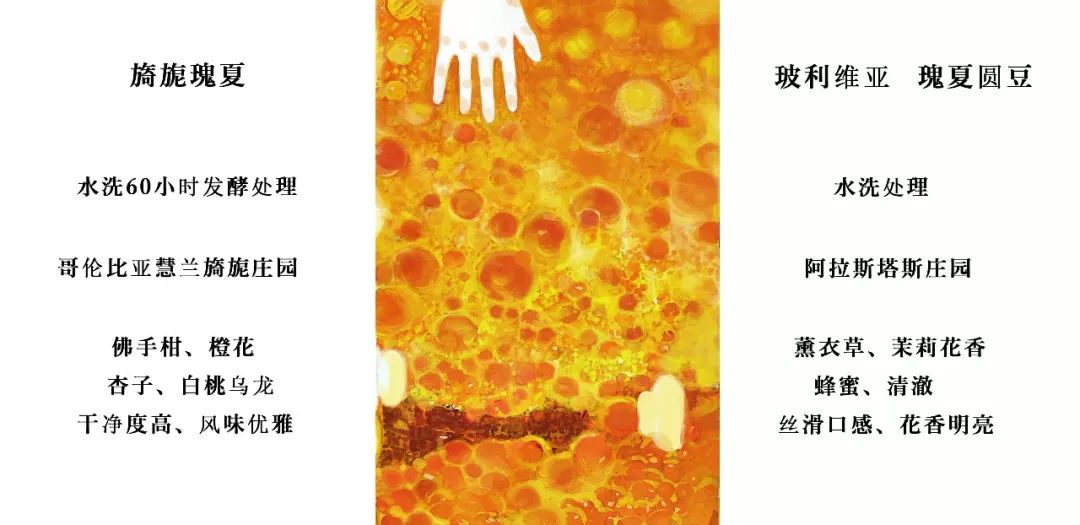 旖旎瑰夏
水洗60小时发酵处理
哥伦比亚慧兰旖旎庄园
佛手柑、橙花
杏子、白桃乌龙
干净度高、风味优雅
玻利维亚 瑰夏圆豆
水洗处理
阿拉斯塔斯庄园
薰衣草、茉莉花香
蜂蜜、清澈
丝滑口感、花香明亮